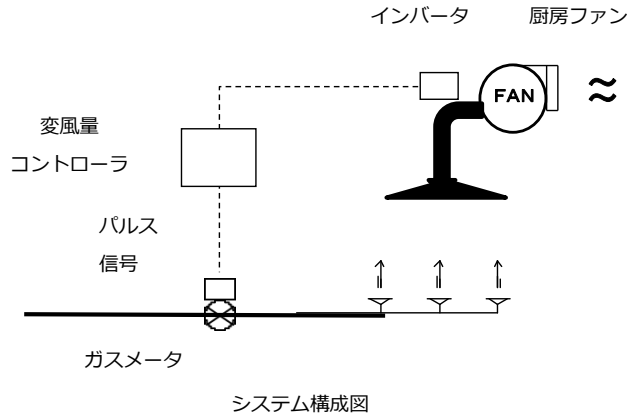 インバータ
厨房ファン
FAN
変風量
コントローラ
パルス
信号
ガスメータ
システム構成図